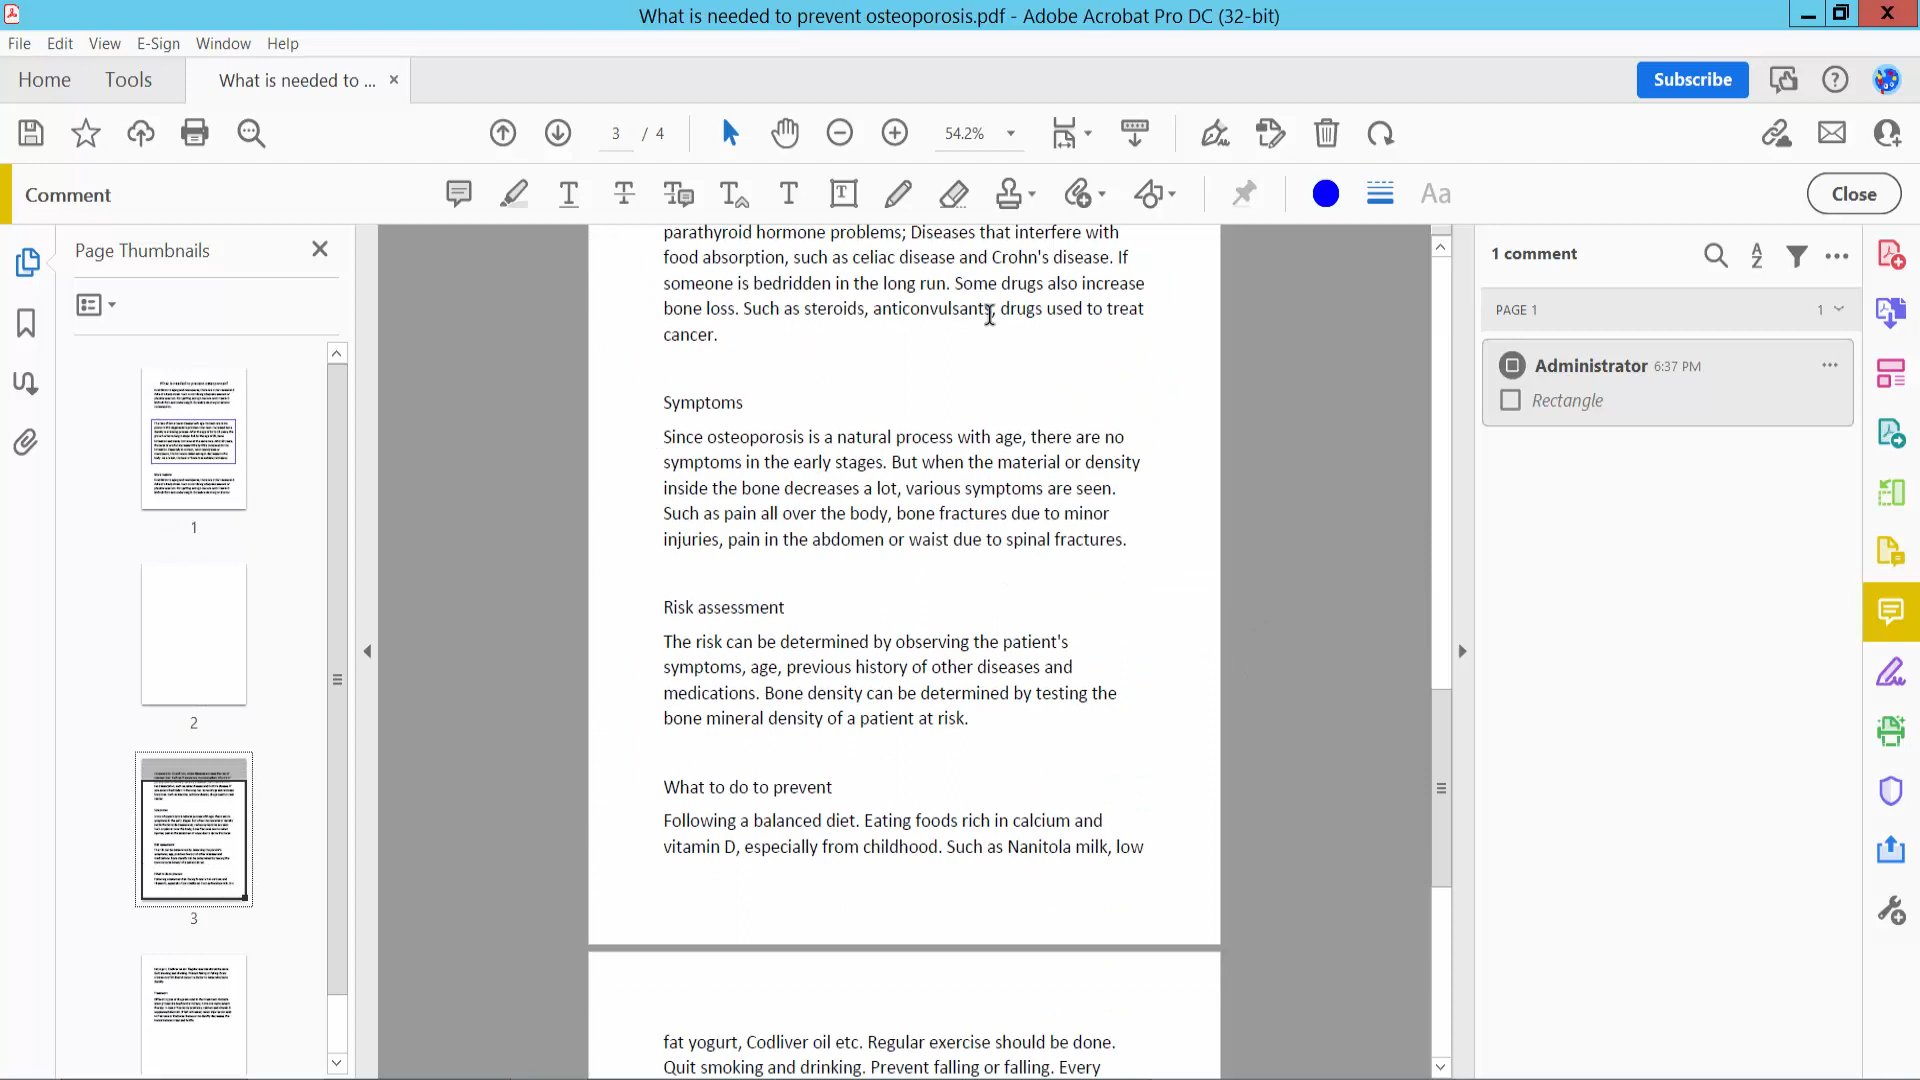 What is needed to prevent osteoporosis.pdf - Adobe Acrobat Pro DC (32-bit)
File Edit View E-Sign Window Help
Home Tools What is needed to ... Subscribe
3 / 4 54.2%
Comment Close
Page Thumbnails
1
2
3
parathyroid hormone problems; Diseases that interfere with
food absorption, such as celiac disease and Crohn's disease. If
someone is bedridden in the long run. Some drugs also increase
bone loss. Such as steroids, anticonvulsants, drugs used to treat
cancer.
Symptoms
Since osteoporosis is a natural process with age, there are no
symptoms in the early stages. But when the material or density
inside the bone decreases a lot, various symptoms are seen.
Such as pain all over the body, bone fractures due to minor
injuries, pain in the abdomen or waist due to spinal fractures.
Risk assessment
The risk can be determined by observing the patient's
symptoms, age, previous history of other diseases and
medications. Bone density can be determined by testing the
bone mineral density of a patient at risk.
What to do to prevent
Following a balanced diet. Eating foods rich in calcium and
vitamin D, especially from childhood. Such as Nanitola milk, low
fat yogurt, Codliver oil etc. Regular exercise should be done.
Quit smoking and drinking. Prevent falling or falling. Every
1 comment
PAGE 1 1
Administrator 6:37 PM
Rectangle